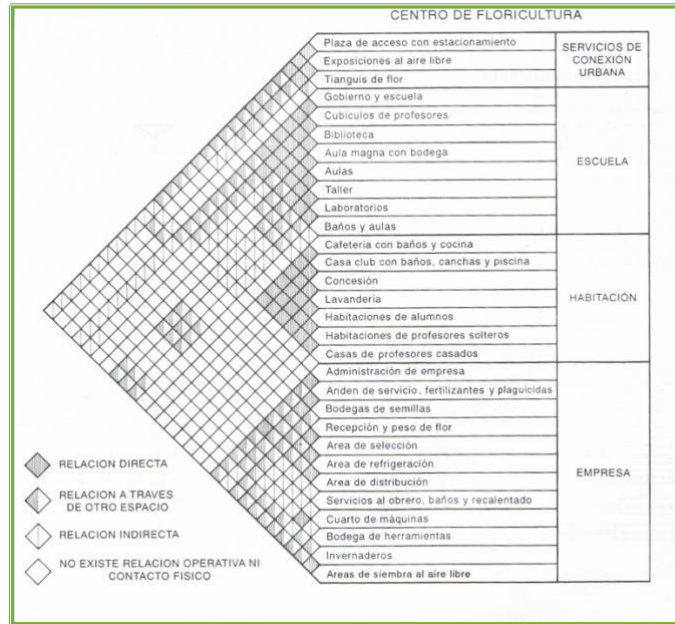 CENTRO DE FLORICULTURA
Plaza de acceso con estacionamiento
Exposiciones al aire libre
Tianguis de flor
SERVICIOS DE
CONEXIÓN
URBANA
Gobierno y escuela
Cubículos de profesores
Biblioteca
Aula magna con bodega
Aulas
Taller
Laboratorios
Baños y aulas
ESCUELA
Cafetería con baños y cocina
Casa club con baños, canchas y piscina
Concesión
Lavandería
Habitaciones de alumnos
Habitaciones de profesores solteros
Casas de profesores casados
HABITACIÓN
Administración de empresa
Anden de servicio, fertilizantes y plaguicidas
Bodegas de semillas
Recepción y peso de flor
Area de selección
Area de refrigeración
Area de distribución
Servicios al obrero, baños y recalentado
Cuarto de máquinas
Bodega de herramientas
Invernaderos
Areas de siembra al aire libre
EMPRESA
RELACION DIRECTA
RELACION A TRAVES
DE OTRO ESPACIO
RELACION INDIRECTA
NO EXISTE RELACION OPERATIVA NI
CONTACTO FISICO